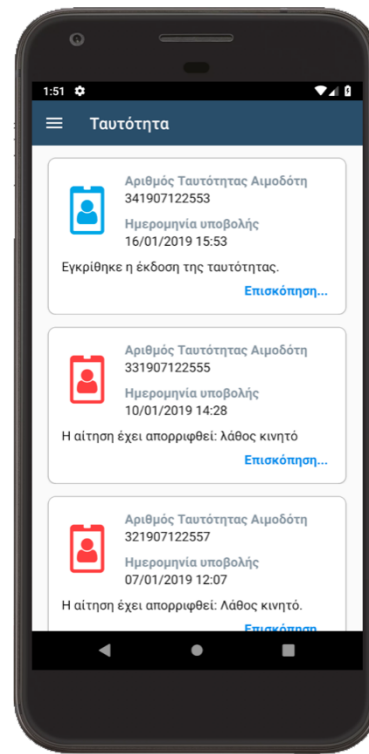 1:51
Ταυτότητα
Αριθμός Ταυτότητας Αιμοδότη
341907122553
Ημερομηνία υποβολής
16/01/2019 15:53
Εγκρίθηκε η έκδοση της ταυτότητας.
Επισκόπηση...
Αριθμός Ταυτότητας Αιμοδότη
331907122555
Ημερομηνία υποβολής
10/01/2019 14:28
Η αίτηση έχει απορριφθεί: λάθος κινητό
Επισκόπηση...
Αριθμός Ταυτότητας Αιμοδότη
321907122557
Ημερομηνία υποβολής
07/01/2019 12:07
Η αίτηση έχει απορριφθεί: Λάθος κινητό.
Επισκόπηση...